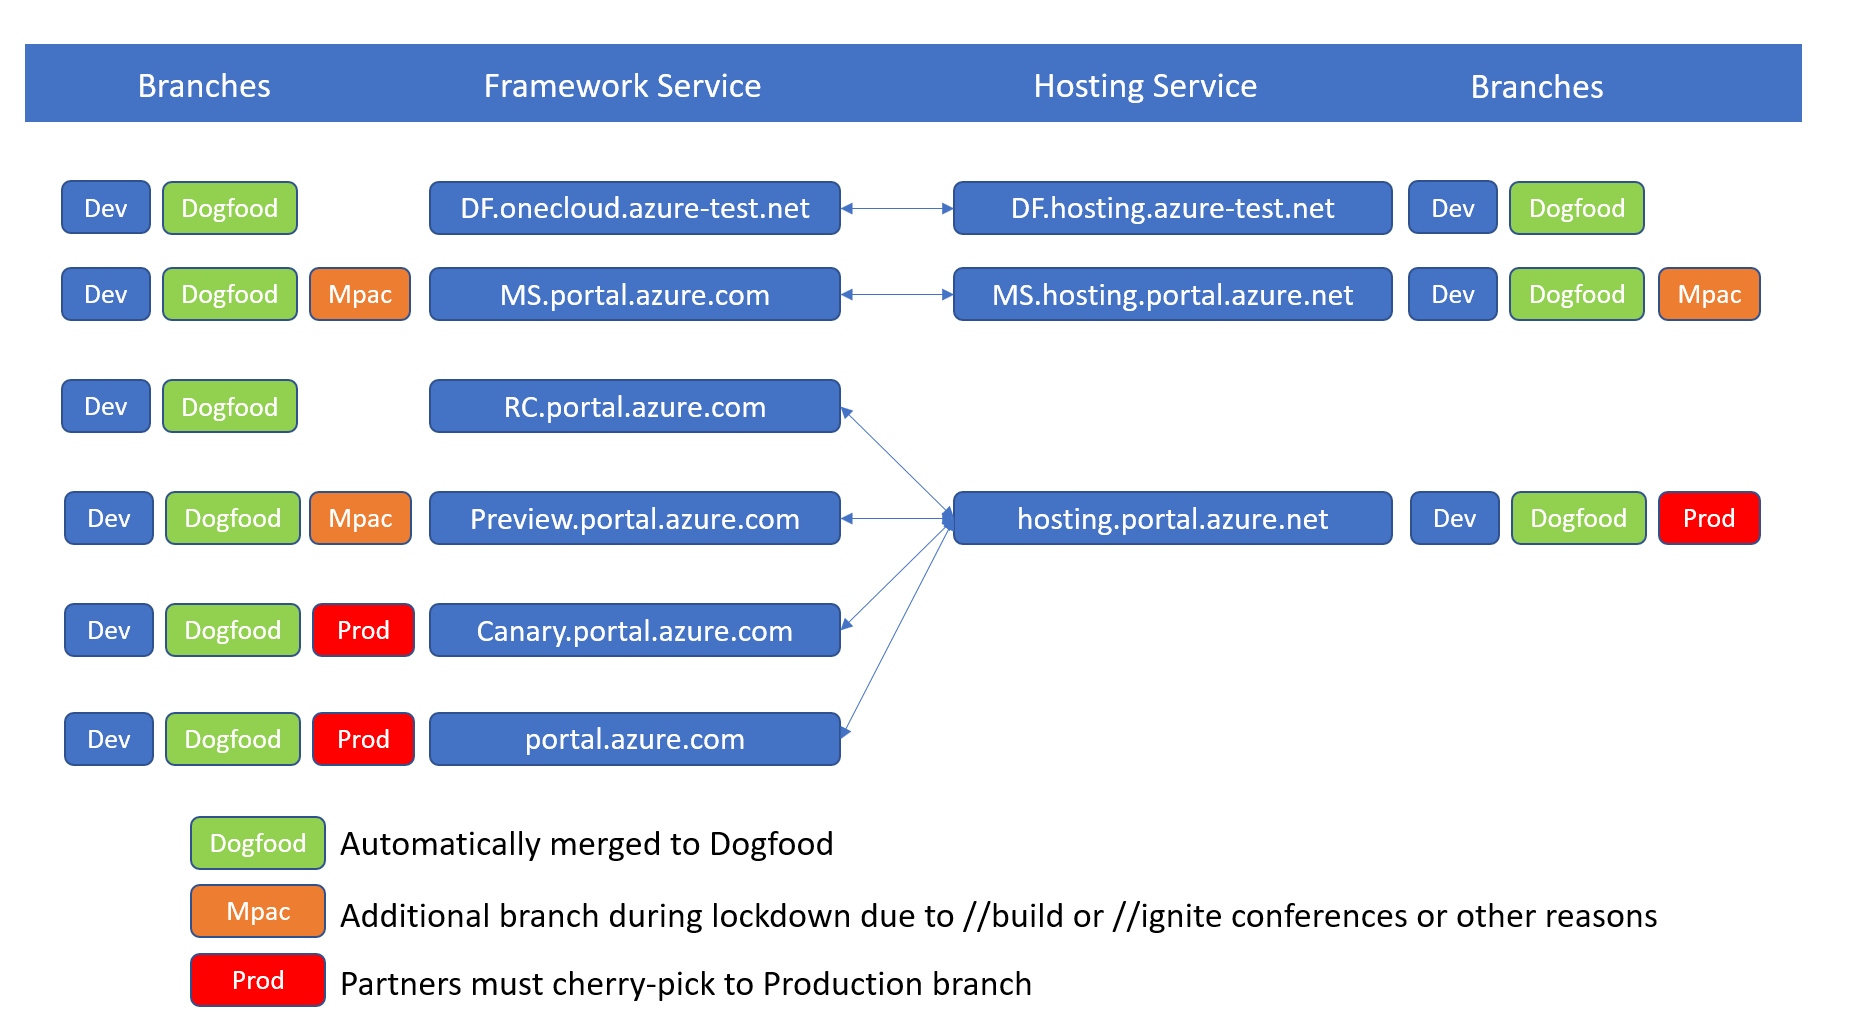 Branches Framework Service Hosting Service Branches
Dev Dogfood DF.onecloud.azure-test.net DF.hosting.azure-test.net Dev Dogfood
Dev Dogfood Mpac MS.portal.azure.com MS.hosting.portal.azure.net Dev Dogfood Mpac
Dev Dogfood RC.portal.azure.com
Dev Dogfood Mpac Preview.portal.azure.com hosting.portal.azure.net Dev Dogfood Prod
Dev Dogfood Prod Canary.portal.azure.com
Dev Dogfood Prod portal.azure.com
Dogfood Automatically merged to Dogfood
Mpac Additional branch during lockdown due to //build or //ignite conferences or other reasons
Prod Partners must cherry-pick to Production branch